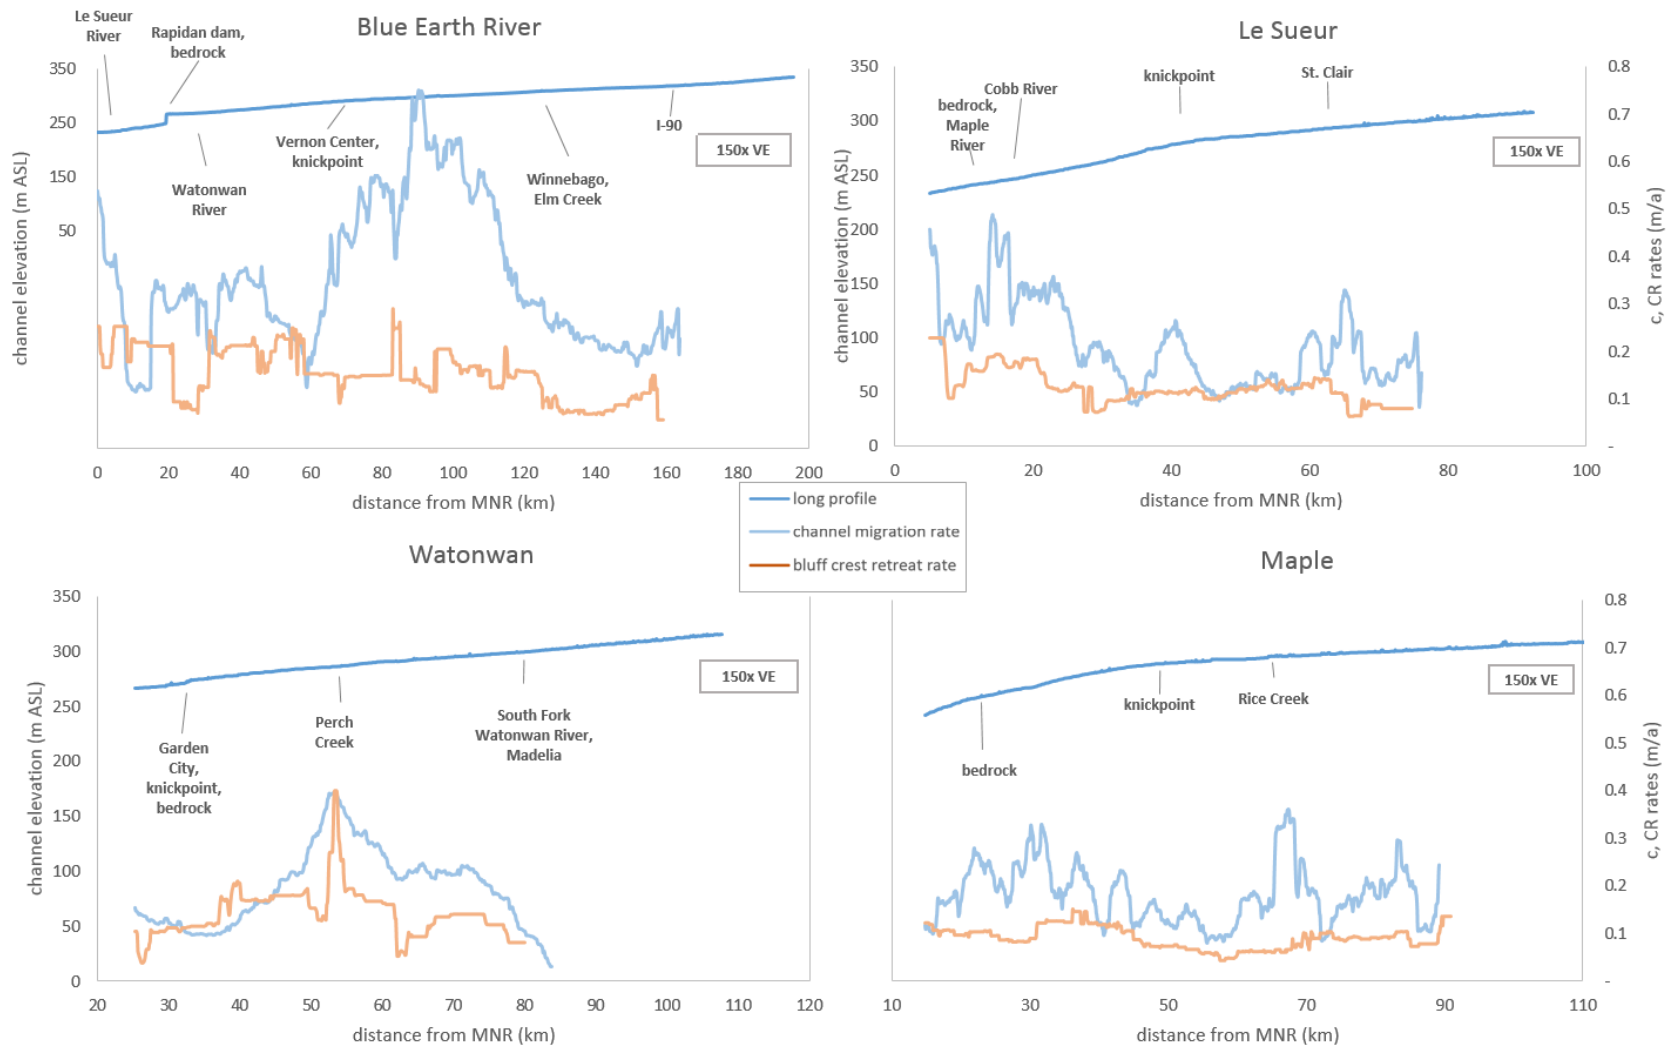 Blue Earth River
Le Sueur
River
Rapidan dam,
bedrock
350
250
150
50
channel elevation (m ASL)
Watonwan
River
Vernon Center,
knickpoint
Winnebago,
Elm Creek
I-90
150x VE
0
20
40
60
80
100
120
140
160
180
200
distance from MNR (km)
Le Sueur
350
300
250
200
150
100
50
0
channel elevation (m ASL)
bedrock,
Maple
River
Cobb River
knickpoint
St. Clair
150x VE
0.8
0.7
0.6
0.5
0.4
0.3
0.2
0.1
-
c, CR rates (m/a)
0
20
40
60
80
100
distance from MNR (km)
long profile
channel migration rate
bluff crest retreat rate
Watonwan
350
300
250
200
150
100
50
0
channel elevation (m ASL)
Garden
City,
knickpoint,
bedrock
Perch
Creek
South Fork
Watonwan River,
Madelia
150x VE
20
30
40
50
60
70
80
90
100
110
120
distance from MNR (km)
Maple
bedrock
knickpoint
Rice Creek
150x VE
0.8
0.7
0.6
0.5
0.4
0.3
0.2
0.1
-
c, CR rates (m/a)
10
30
50
70
90
110
distance from MNR (km)